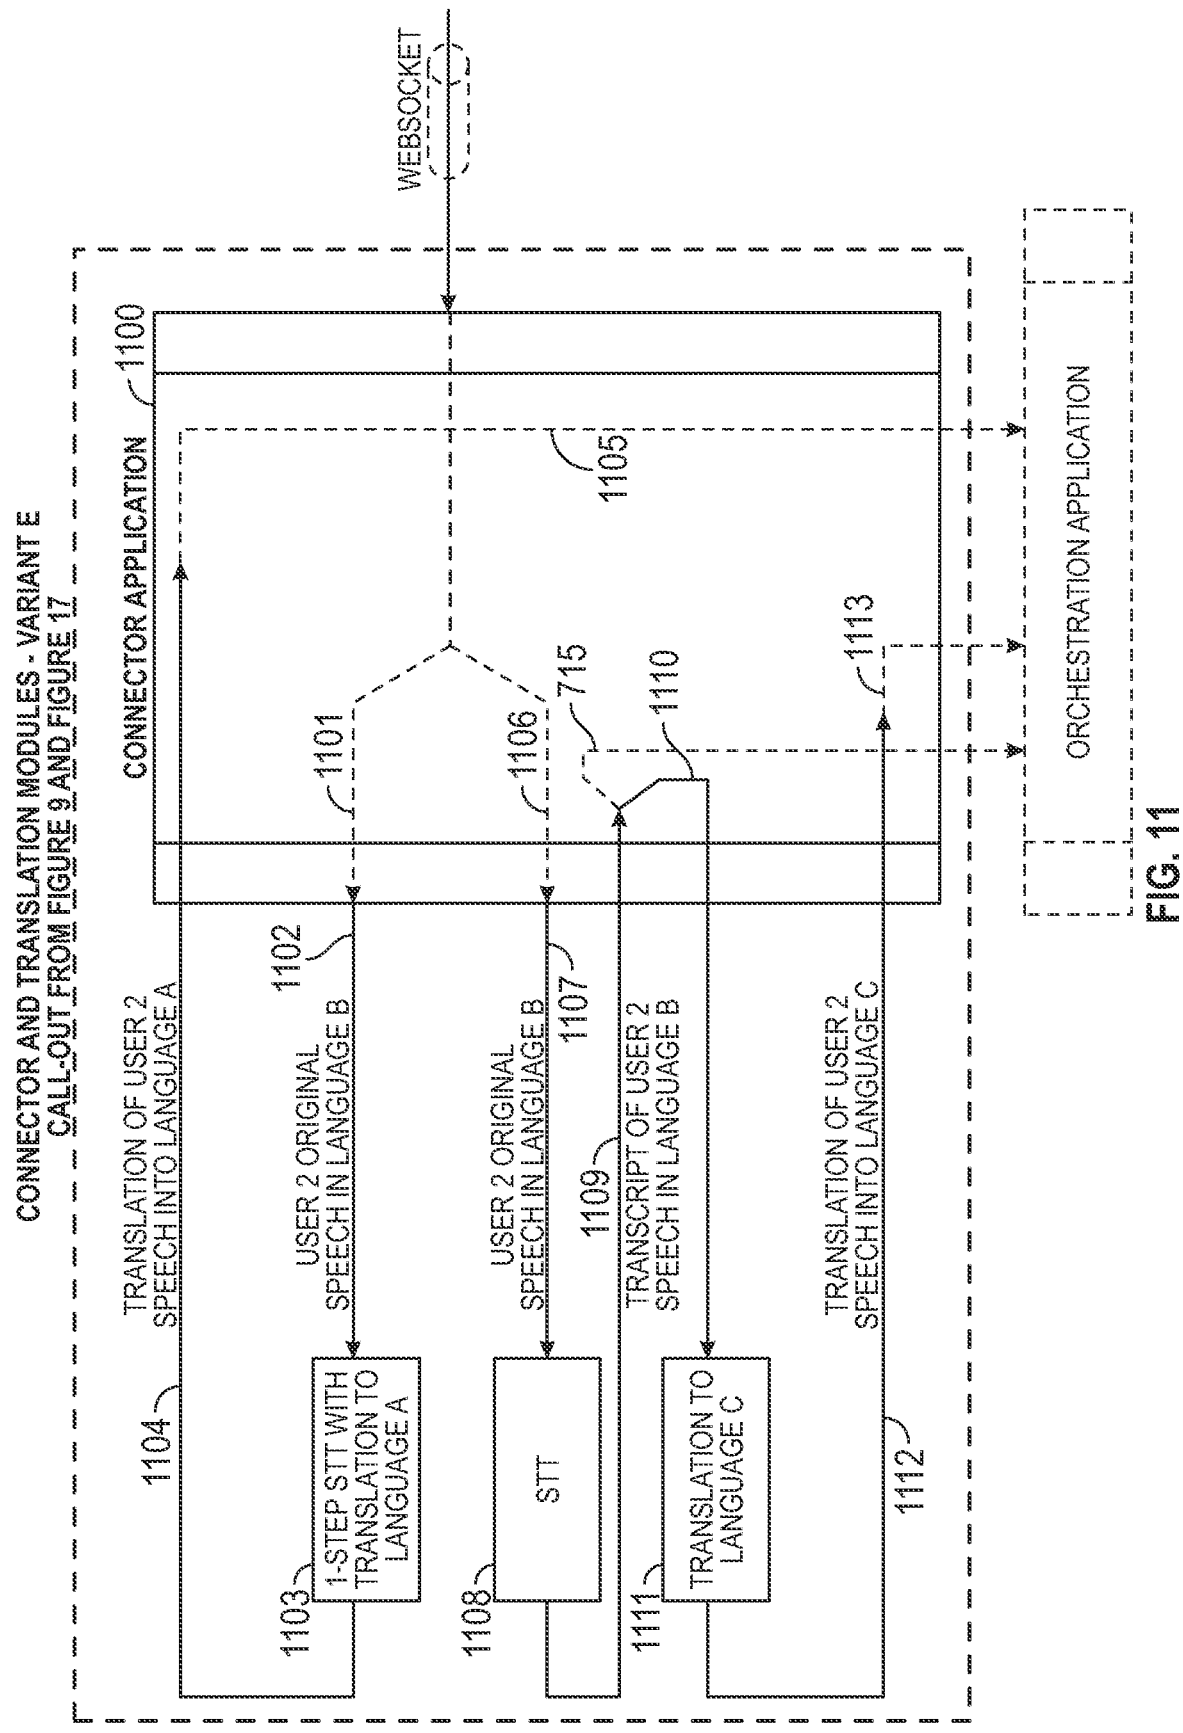 CONNECTOR AND TRANSLATION MODULES - VARIANT E
CALL-OUT FROM FIGURE 9 AND FIGURE 17
WEBSOCKET
CONNECTOR APPLICATION
1100
1104
TRANSLATION OF USER 2
SPEECH INTO LANGUAGE A
1105
1101
1102
USER 2 ORIGINAL
SPEECH IN LANGUAGE B
1103
1-STEP STT WITH
TRANSLATION TO
LANGUAGE A
1106
1107
USER 2 ORIGINAL
SPEECH IN LANGUAGE B
1108
STT
1109
TRANSCRIPT OF USER 2
SPEECH IN LANGUAGE B
715
1110
1111
TRANSLATION TO
LANGUAGE C
1112
TRANSLATION OF USER 2
SPEECH INTO LANGUAGE C
1113
ORCHESTRATION APPLICATION
FIG. 11